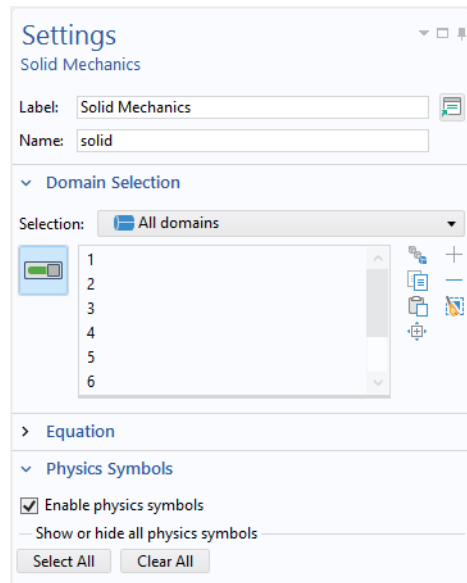 Settings
Solid Mechanics
Label: Solid Mechanics
Name: solid
Domain Selection
Selection: All domains
1
2
3
4
5
6
Equation
Physics Symbols
Enable physics symbols
Show or hide all physics symbols
Select All Clear All